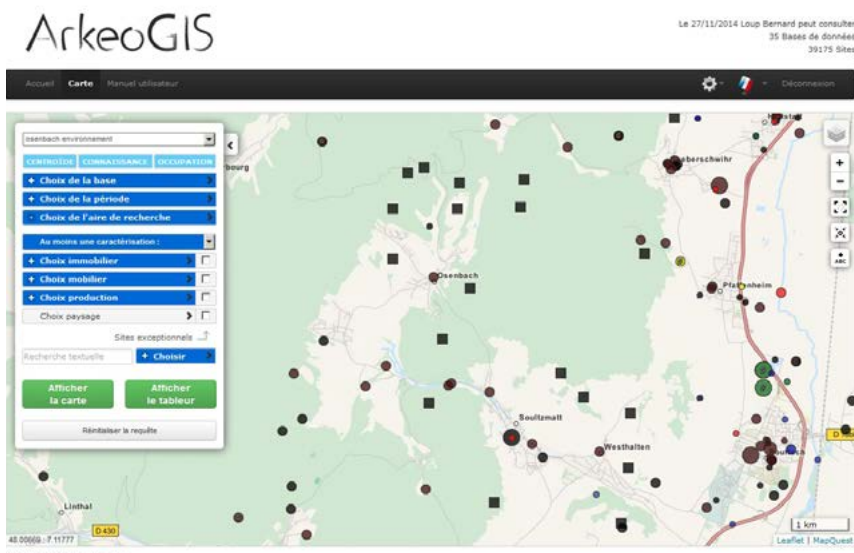 ArkeoGIS
Le 27/11/2014 Loup Bernard peut consulter
35 Bases de données
39175 Sites
Accueil Carte Manuel utilisateur Déconnexion
osenbach environnement
CENTROÏDE CONNAISSANCE OCCUPATION
+ Choix de la base
+ Choix de la période
- Choix de l'aire de recherche
Au moins une caractérisation :
+ Choix immobilier
+ Choix mobilier
+ Choix production
Choix paysage
Sites exceptionnels
Recherche textuelle + Choisir
Afficher la carte
Afficher le tableur
Réinitialiser la requête
bourg
eberschwihr
Osenbach
Pfaffenheim
Soultzmatt
Westhalten
Linthal
D 430
48.00669 : 7.11777
ABC
1 km
Leaflet | MapQuest